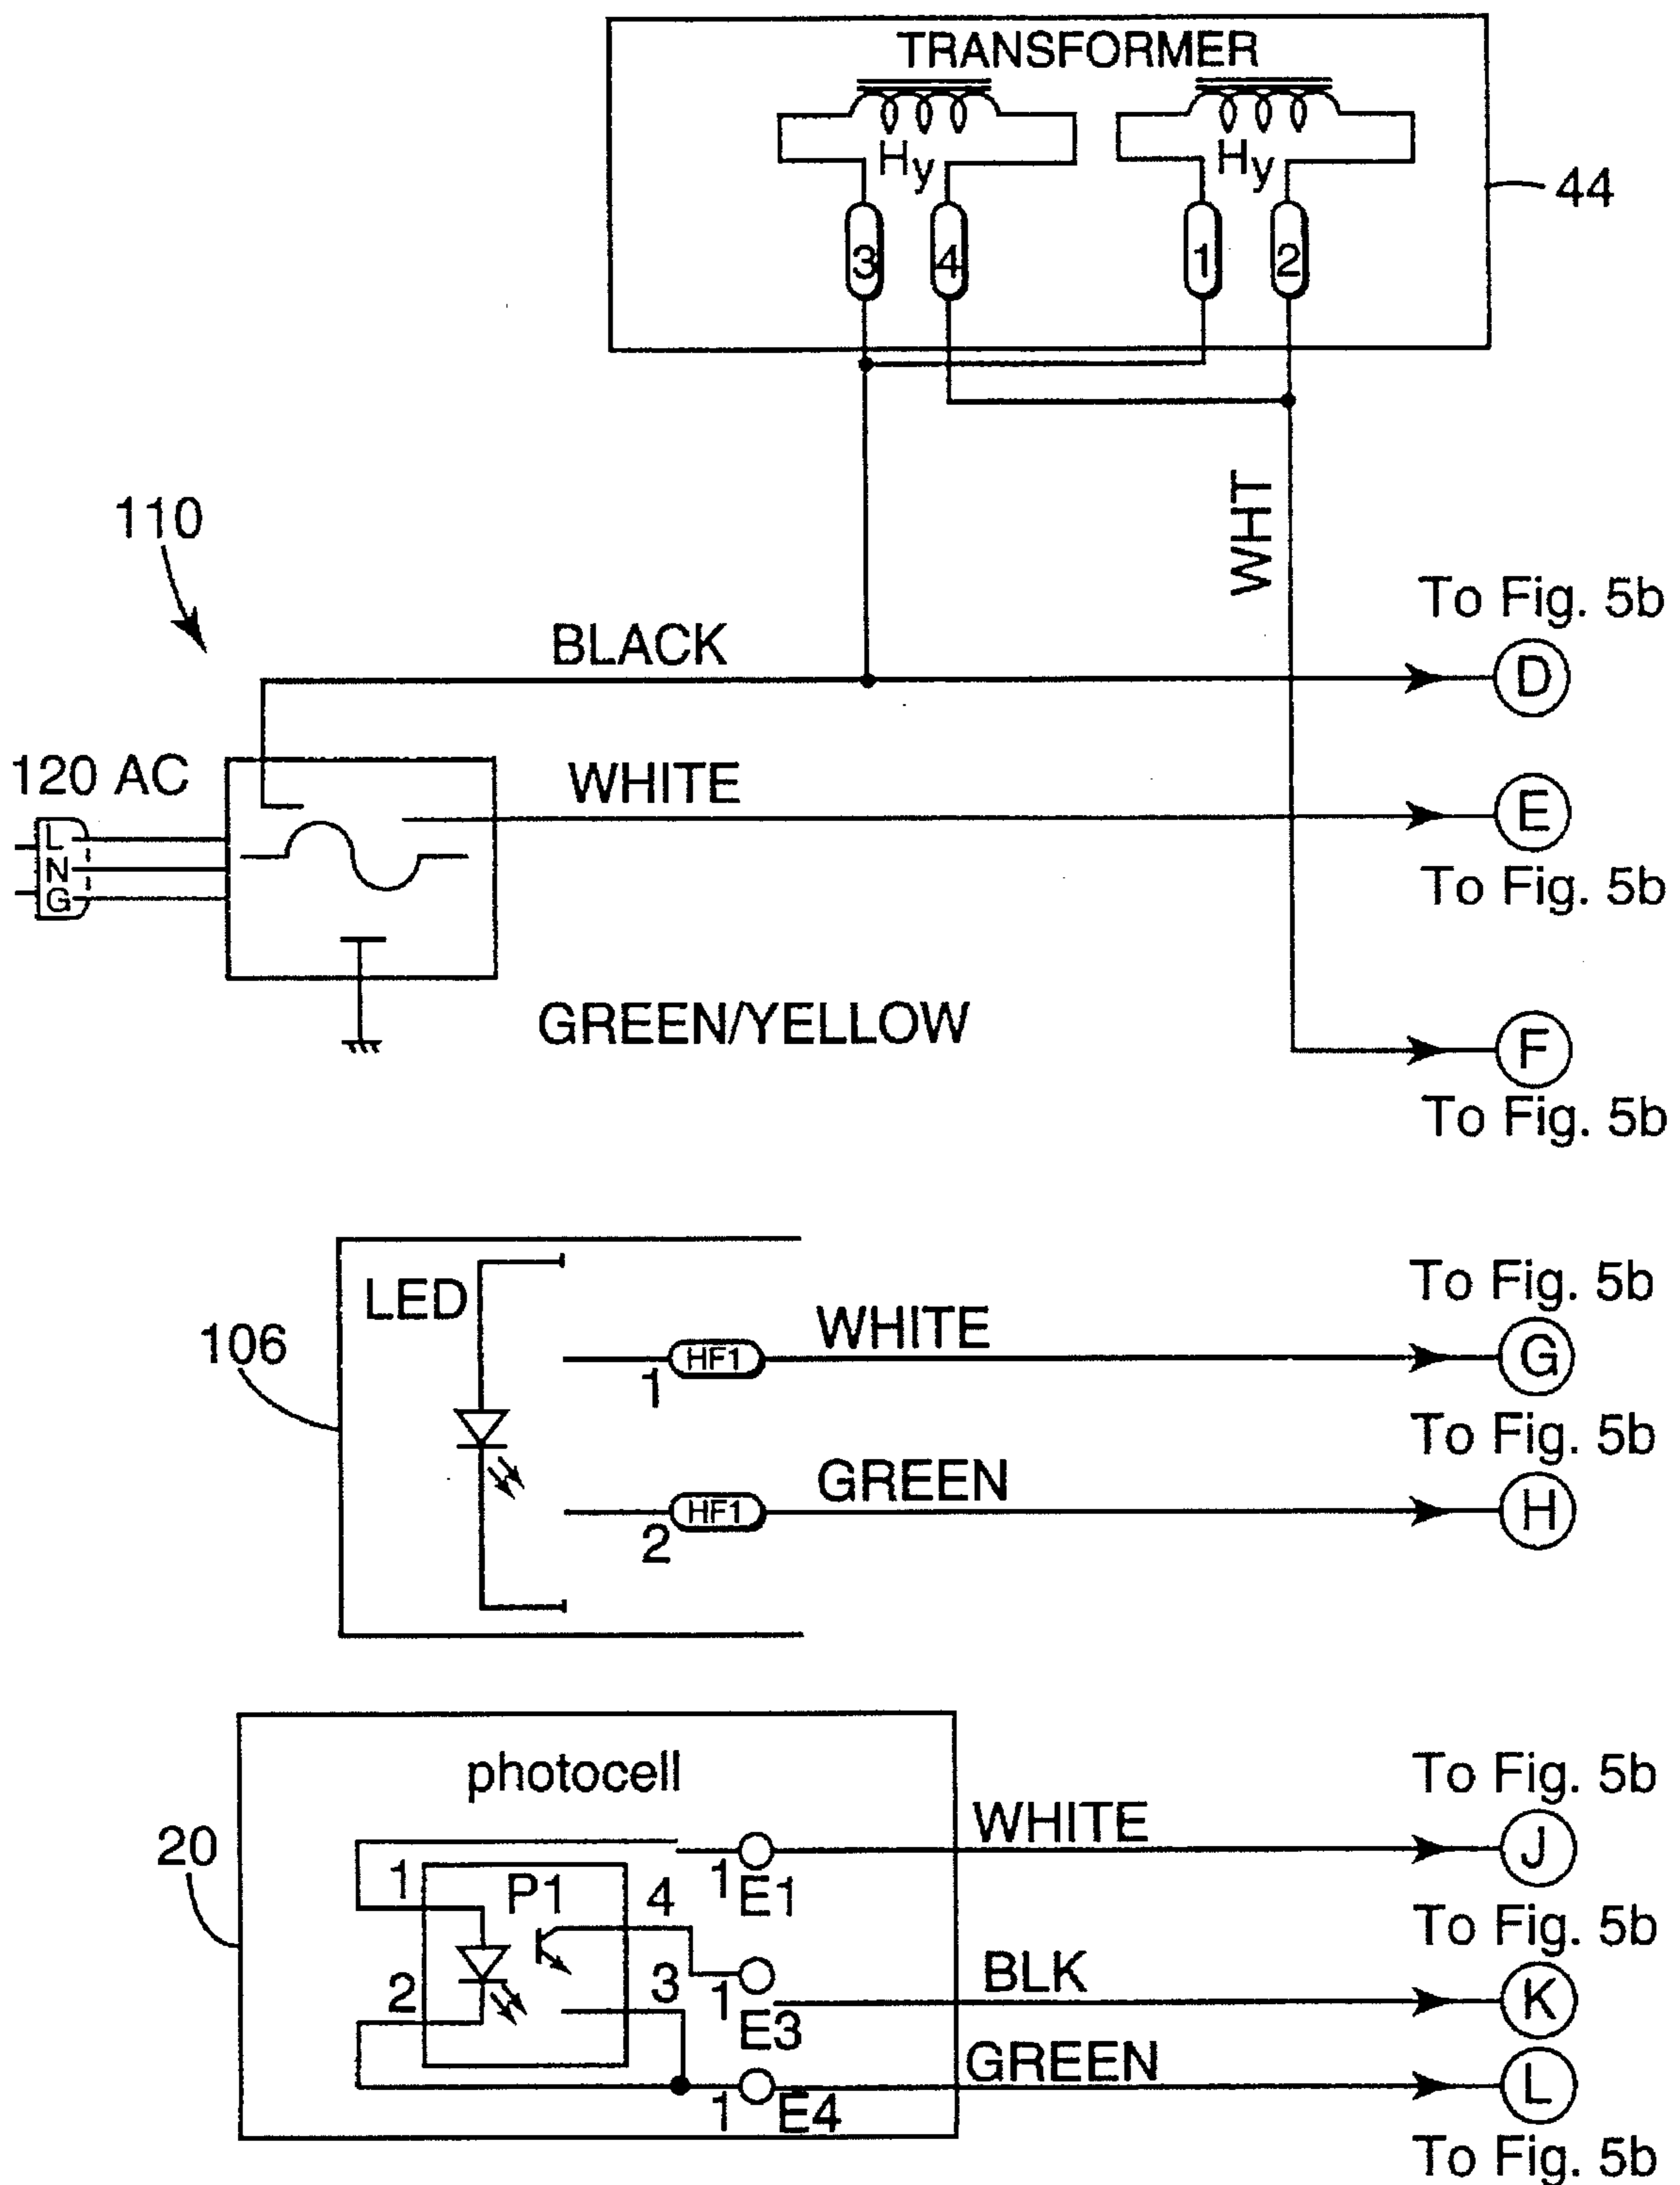 TRANSFORMER
Hy
Hy
44
3
4
1
2
110
WHT
To Fig. 5b
BLACK
D
120 AC
WHITE
E
L
N
G
To Fig. 5b
GREEN/YELLOW
F
To Fig. 5b
LED
To Fig. 5b
106
WHITE
HF1
G
1
To Fig. 5b
GREEN
HF1
H
2
photocell
To Fig. 5b
20
WHITE
J
1
P1
4
1
E1
To Fig. 5b
2
3
BLK
1
K
E3
GREEN
L
1
E4
To Fig. 5b